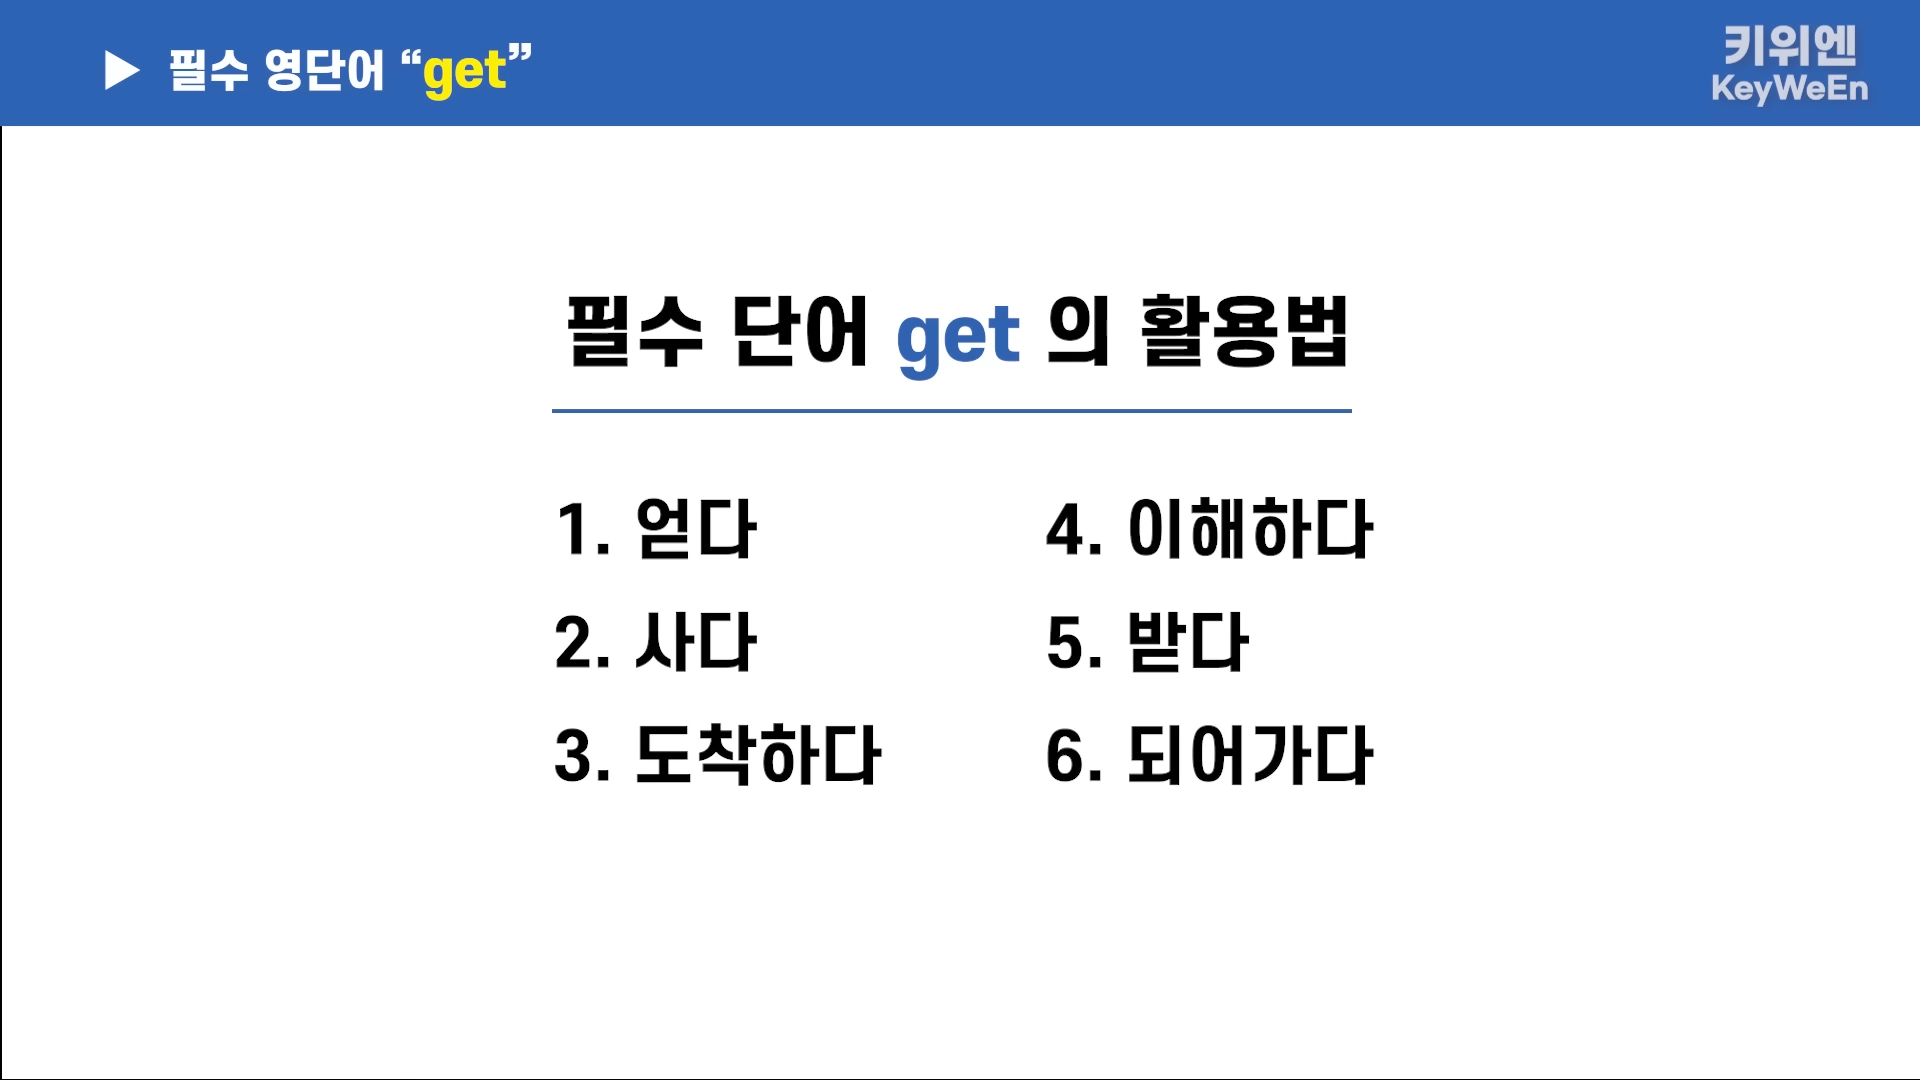 ▶ 필수 영단어 “get”
키위엔
KeyWeEn
필수 단어 get 의 활용법
1. 얻다
2. 사다
3. 도착하다
4. 이해하다
5. 받다
6. 되어가다